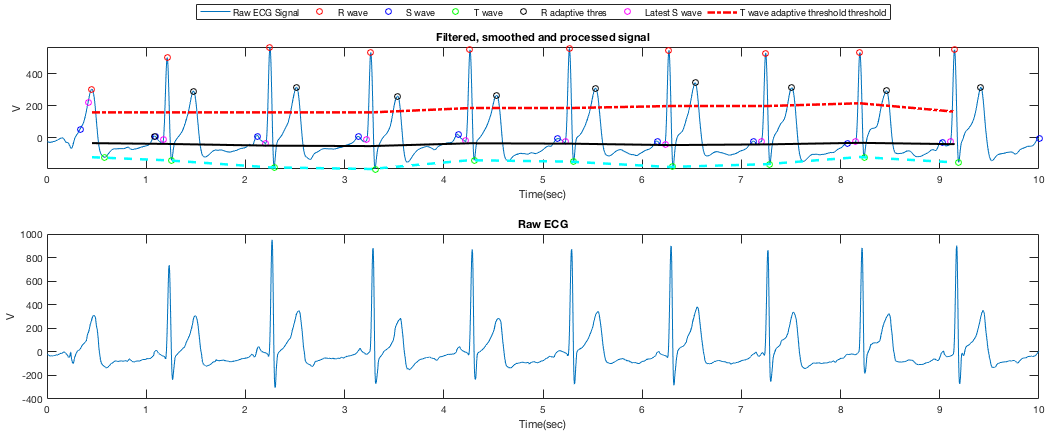 Raw ECG Signal R wave S wave T wave R adaptive thres Latest S wave T wave adaptive threshold threshold
Filtered, smoothed and processed signal
400
200
0
V
0 1 2 3 4 5 6 7 8 9 10
Time(sec)
Raw ECG
1000
800
600
400
200
0
-200
-400
V
0 1 2 3 4 5 6 7 8 9 10
Time(sec)